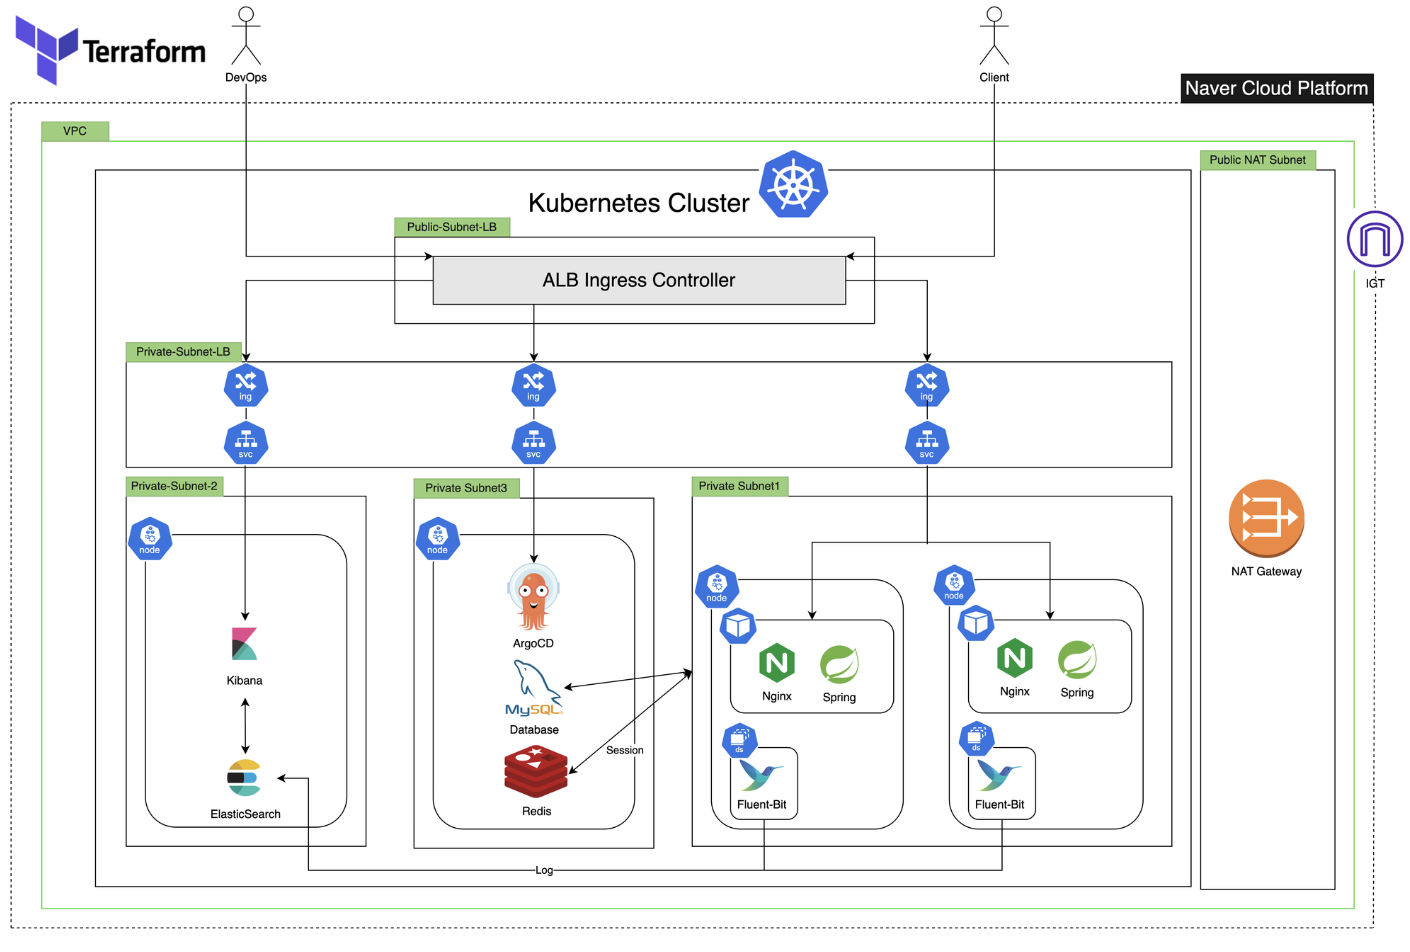 Terraform
DevOps
Client
Naver Cloud Platform
VPC
Public NAT Subnet
Kubernetes Cluster
Public-Subnet-LB
ALB Ingress Controller
IGT
Private-Subnet-LB
ing
ing
ing
svc
svc
svc
Private-Subnet-2
Private Subnet3
Private Subnet1
node
node
node
node
NAT Gateway
ArgoCD
Kibana
Nginx
Spring
Nginx
Spring
MySQL
Database
Session
ds
ds
ElasticSearch
Redis
Fluent-Bit
Fluent-Bit
Log